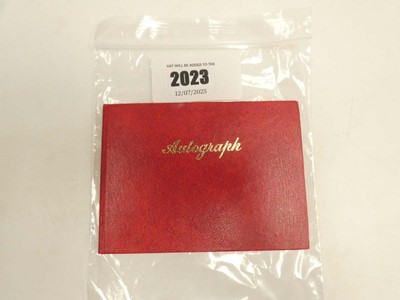 VAT WILL BE ADDED TO THE
2023
12/07/2025
Autograph